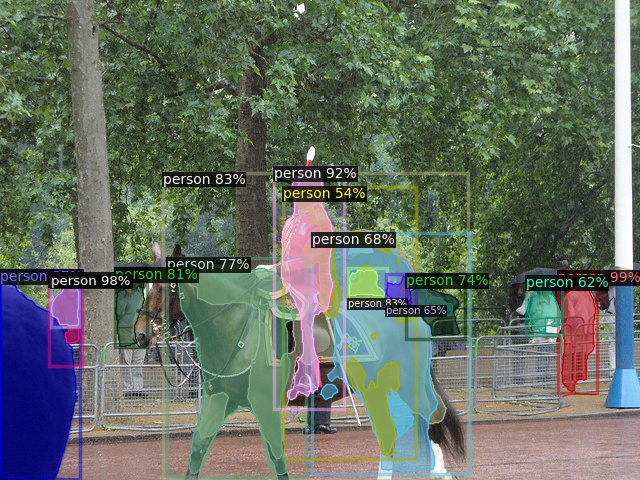 person 92%
person 83%
person 54%
person 68%
person 77%
person 81%
person 98%
person 74%
person 62%
99%
person 83%
person 65%